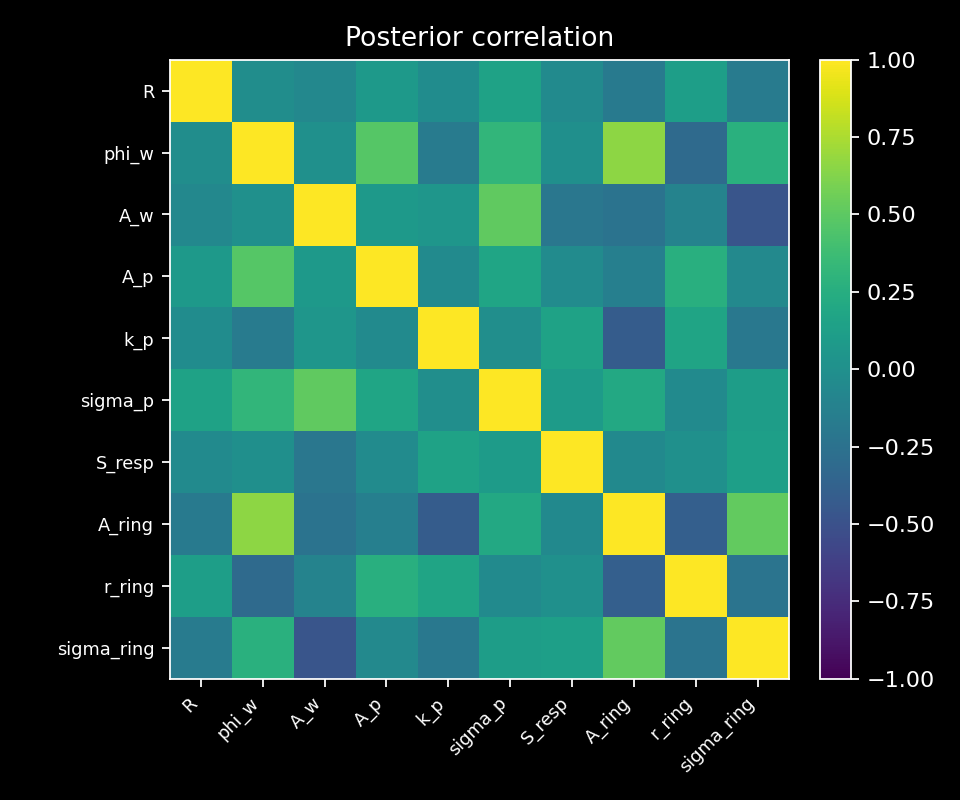 Posterior correlation
R
phi_w
A_w
A_p
k_p
sigma_p
S_resp
A_ring
r_ring
sigma_ring
R
phi_w
A_w
A_p
k_p
sigma_p
S_resp
A_ring
r_ring
sigma_ring
1.00
0.75
0.50
0.25
0.00
−0.25
−0.50
−0.75
−1.00